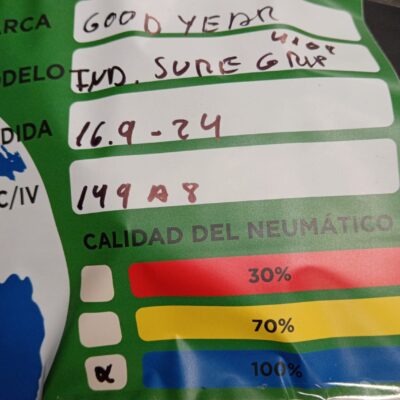 ARCA GOOD YEAR
ODELO IND. SURE GRIP
DIDA 16.9-24
C/IV 149 A8
CALIDAD DEL NEUMÁTICO
30%
70%
α 100%